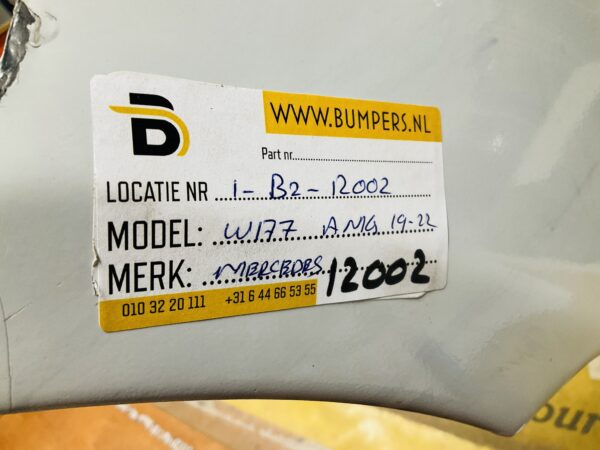 B
WWW.BUMPERS.NL
Part nr.
LOCATIE NR 1-B2-12002
MODEL: W177 AMG 19-22
MERK: MERCEDES 12002
010 32 20 111 +31 6 44 66 53 55